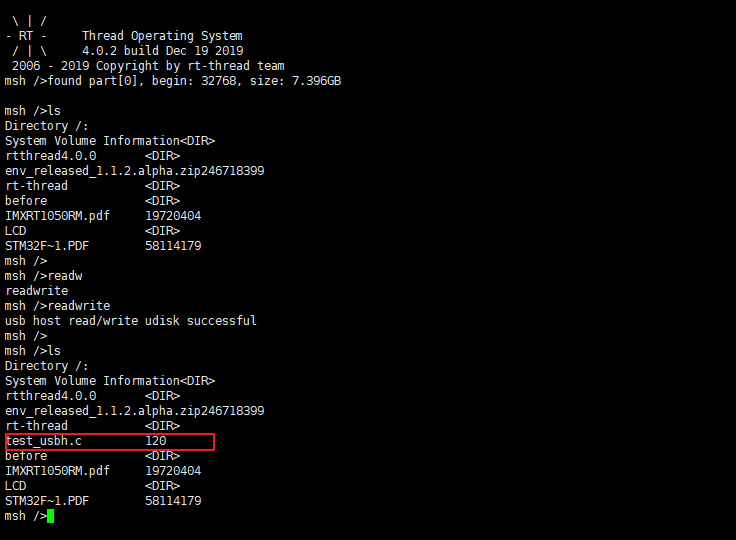 \ | /
- RT -     Thread Operating System
 / | \     4.0.2 build Dec 19 2019
 2006 - 2019 Copyright by rt-thread team
msh />found part[0], begin: 32768, size: 7.396GB
msh />ls
Directory /:
System Volume Information<DIR>
rtthread4.0.0       <DIR>
env_released_1.1.2.alpha.zip246718399
rt-thread           <DIR>
before              <DIR>
IMXRT1050RM.pdf     19720404
LCD                 <DIR>
STM32F~1.PDF        58114179
msh />
msh />readw
readwrite
msh />readwrite
usb host read/write udisk successful
msh />
msh />ls
Directory /:
System Volume Information<DIR>
rtthread4.0.0       <DIR>
env_released_1.1.2.alpha.zip246718399
rt-thread           <DIR>
test_usbh.c         120
before              <DIR>
IMXRT1050RM.pdf     19720404
LCD                 <DIR>
STM32F~1.PDF        58114179
msh />